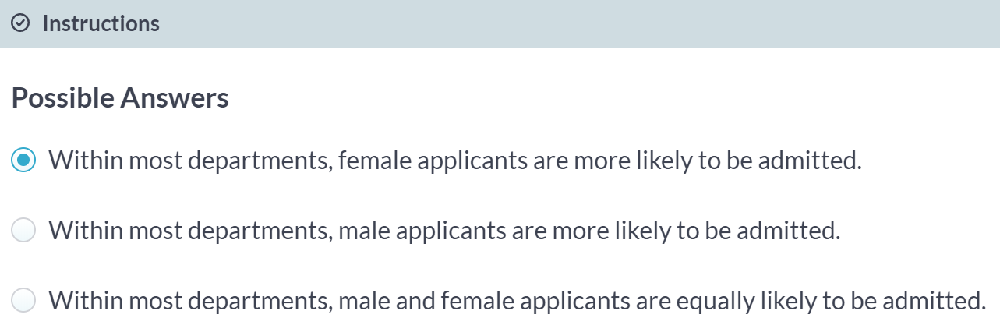 Instructions
Possible Answers
Within most departments, female applicants are more likely to be admitted.
Within most departments, male applicants are more likely to be admitted.
Within most departments, male and female applicants are equally likely to be admitted.